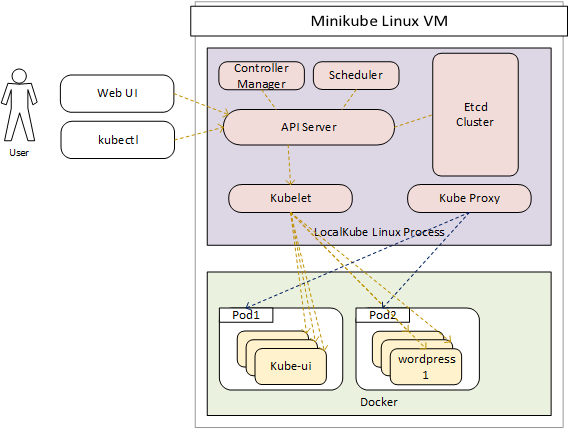 Minikube Linux VM
Controller
Manager
Scheduler
Etcd
Cluster
Web UI
API Server
kubectl
User
Kubelet
Kube Proxy
LocalKube Linux Process
Pod1
Pod2
Kube-ui
wordpress
1
Docker